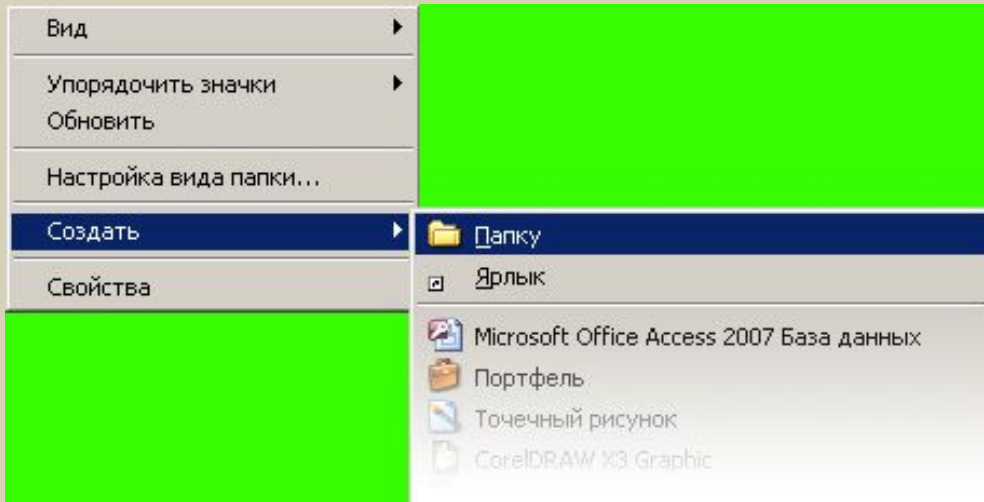 Вид
Упорядочить значки
Обновить
Настройка вида папки...
Создать
Свойства
Папку
Ярлык
Microsoft Office Access 2007 База данных
Портфель
Точечный рисунок
CorelDRAW X3 Graphic